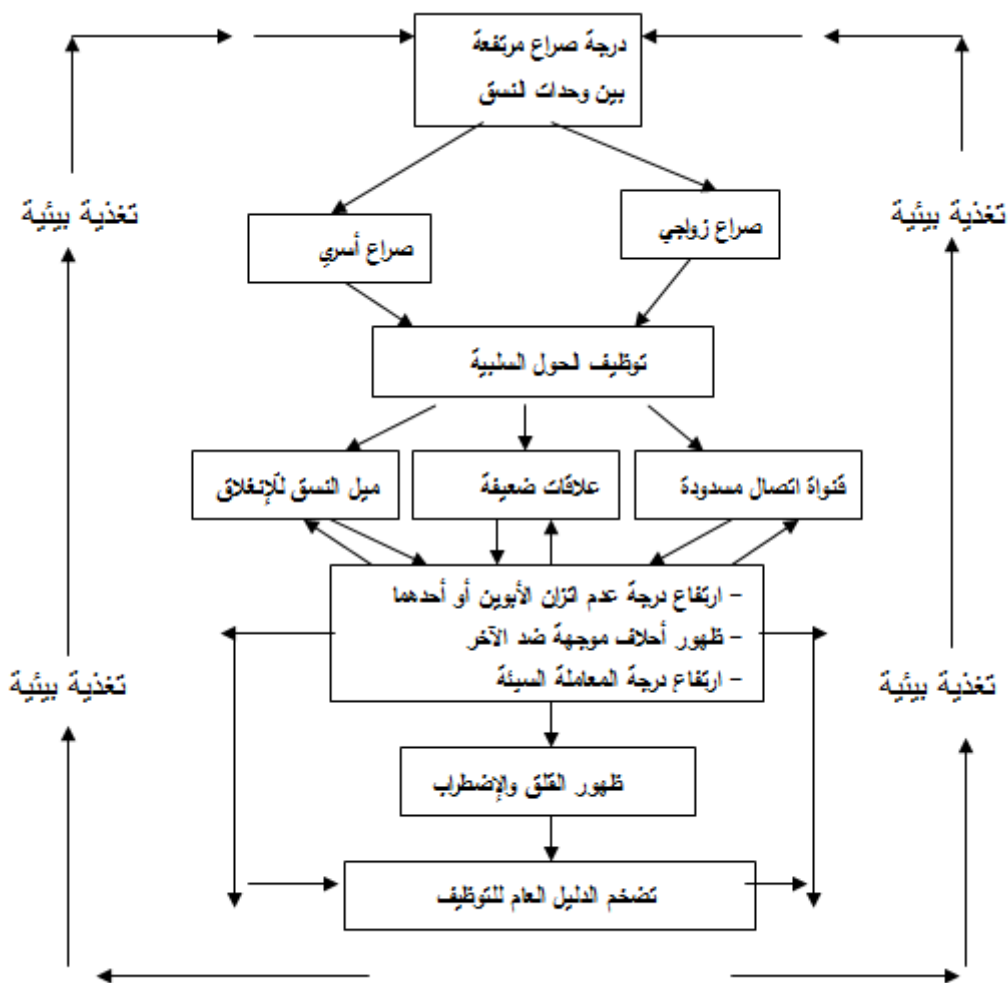 درجة صراع مرتفعة
بين وحدات النسق
تغذية بيئية
تغذية بيئية
صراع زواجي
صراع أسري
توظيف الحول السلبية
قنواة اتصال مسدودة
علاقات ضعيفة
ميل النسق للإنغلاق
- ارتفاع درجة عدم اتزان الأبوين أو أحدهما
- ظهور أحلاف موجهة ضد الآخر
- ارتفاع درجة المعاملة السيئة
تغذية بيئية
تغذية بيئية
ظهور القلق والإضطراب
تضخم الدليل العام للتوظيف